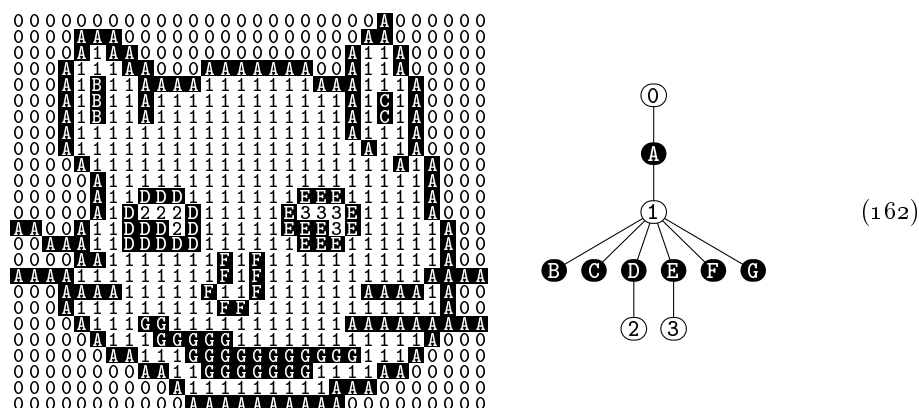 0 0 0 0 0 0 0 0 0 0 0 0 0 0 0 0 0 0 0 0 0 0 0 A 0 0 0 0 0 0
0 0 0 0 A A A 0 0 0 0 0 0 0 0 0 0 0 0 0 0 0 A A 0 0 0 0 0 0
0 0 0 0 A 1 A A 0 0 0 0 0 0 0 0 0 0 0 0 0 A 1 1 A 0 0 0 0 0
0 0 0 A 1 1 1 A A 0 0 0 A A A A A A A 0 0 A 1 1 A 0 0 0 0 0
0 0 0 A 1 B 1 1 A A A A 1 1 1 1 1 1 1 A A A 1 1 1 A 0 0 0 0
0 0 0 A 1 B 1 1 A 1 1 1 1 1 1 1 1 1 1 1 1 A 1 C 1 A 0 0 0 0
0 0 0 A 1 B 1 1 A 1 1 1 1 1 1 1 1 1 1 1 1 A 1 C 1 A 0 0 0 0
0 0 0 A 1 1 1 1 1 1 1 1 1 1 1 1 1 1 1 1 1 A 1 1 1 A 0 0 0 0
0 0 0 A 1 1 1 1 1 1 1 1 1 1 1 1 1 1 1 1 1 1 A 1 1 A 0 0 0 0
0 0 0 0 A 1 1 1 1 1 1 1 1 1 1 1 1 1 1 1 1 1 1 1 A 1 A 0 0 0
0 0 0 0 0 A 1 1 1 1 1 1 1 1 1 1 1 1 1 1 1 1 1 1 1 1 A 0 0 0
0 0 0 0 0 A 1 1 D D D 1 1 1 1 1 1 1 E E E 1 1 1 1 1 A 0 0 0
0 0 0 0 0 A 1 D 2 2 2 D 1 1 1 1 1 E 3 3 3 E 1 1 1 1 A 0 0 0
A A 0 0 A 1 1 D D D 2 D 1 1 1 1 1 E E E 3 E 1 1 1 1 1 A 0 0
0 0 A A A 1 1 D D D D D 1 1 1 1 1 1 E E E 1 1 1 1 1 1 A 0 0
0 0 0 0 A A 1 1 1 1 1 1 1 F 1 F 1 1 1 1 1 1 1 1 1 1 1 A 0 0
A A A A 1 1 1 1 1 1 1 1 1 F 1 F 1 1 1 1 1 1 1 1 1 1 A A A A
0 0 0 A A A A 1 1 1 1 1 F 1 1 F 1 1 1 1 1 1 A A A A 1 A 0 0
0 0 0 A 1 1 1 1 1 1 1 1 1 F F 1 1 1 1 1 1 1 1 1 1 1 1 A 0 0
0 0 0 0 A 1 1 1 G G 1 1 1 1 1 1 1 1 1 1 1 A A A A A A A A A
0 0 0 0 0 A 1 1 1 G G G G G 1 1 1 1 1 1 1 1 1 1 1 1 A 0 0 0
0 0 0 0 0 0 A A 1 1 1 G G G G G G G G G G G 1 1 1 A 0 0 0 0
0 0 0 0 0 0 0 0 A A 1 1 G G G G G G G 1 1 1 1 A A 0 0 0 0 0
0 0 0 0 0 0 0 0 0 0 A 1 1 1 1 1 1 1 1 1 A A A 0 0 0 0 0 0 0
0 0 0 0 0 0 0 0 0 0 0 A A A A A A A A A 0 0 0 0 0 0 0 0 0 0
0
A
1
B C D E F G
2 3
(162)